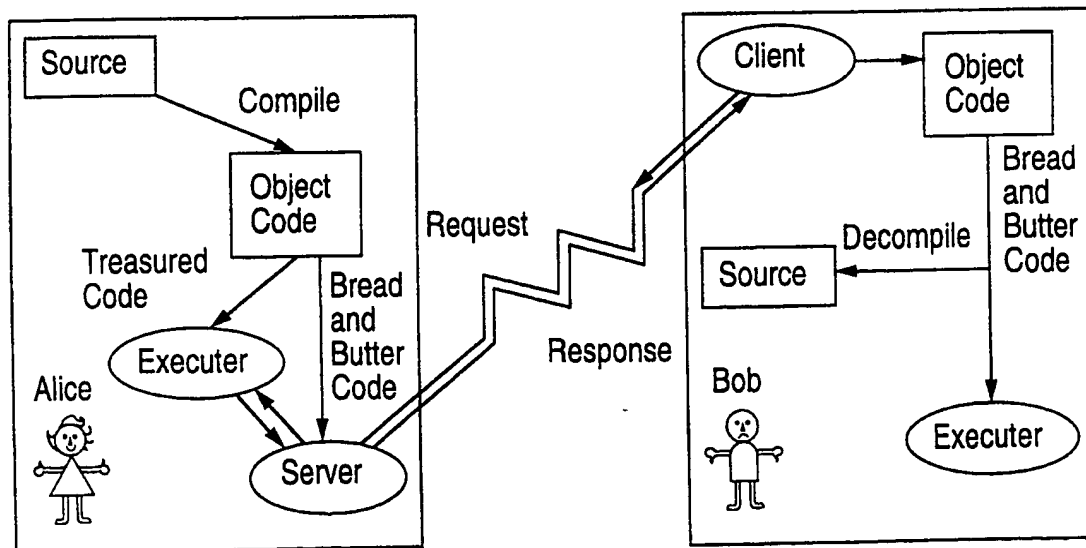 Source
Compile
Object
Code
Treasured
Code
Bread
and
Butter
Code
Executer
Alice
Server
Request
Response
Client
Object
Code
Bread
and
Butter
Code
Decompile
Source
Bob
Executer